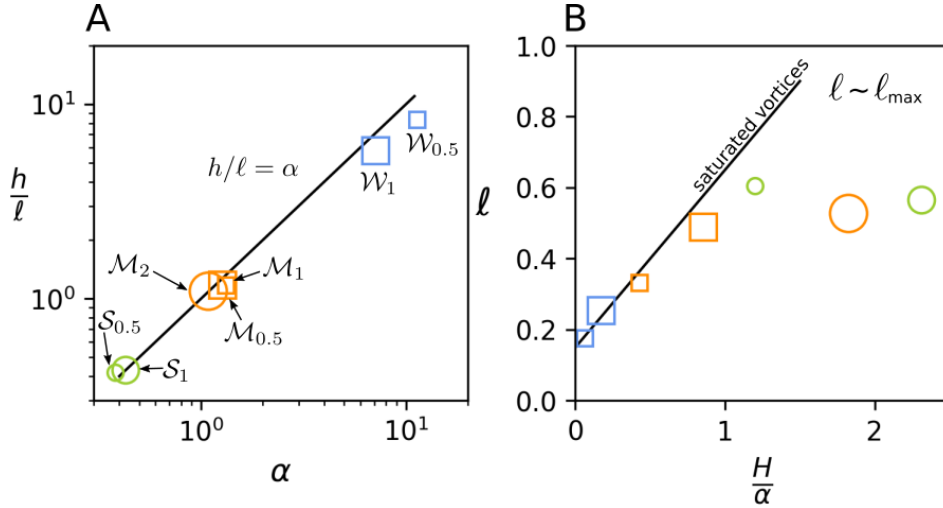 A
h/ℓ
10¹
10⁰
h/ℓ = α
𝒲₀.₅
𝒲₁
ℳ₂
ℳ₁
ℳ₀.₅
𝒮₀.₅
𝒮₁
10⁰
10¹
α
B
ℓ
1.0
0.8
0.6
0.4
0.2
0.0
saturated vortices
ℓ ~ ℓmax
0
1
2
H/α